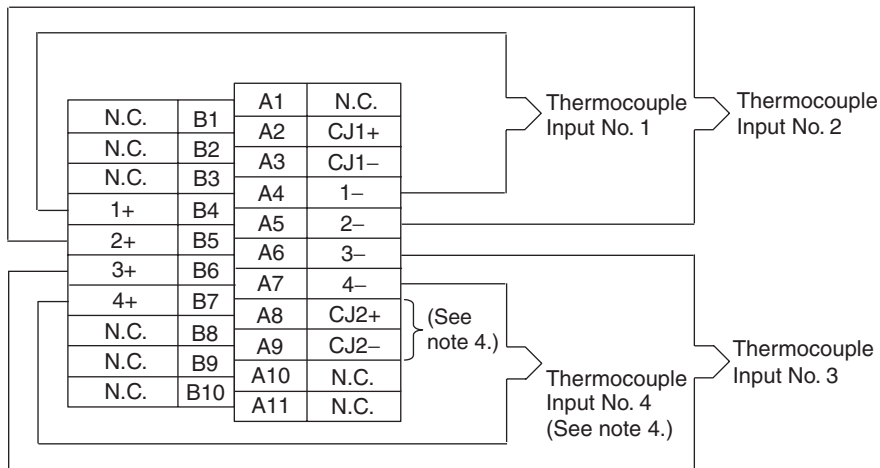 A1 N.C.
N.C. B1
A2 CJ1+
N.C. B2
A3 CJ1–
N.C. B3
A4 1–
1+ B4
A5 2–
2+ B5
A6 3–
3+ B6
A7 4–
4+ B7
A8 CJ2+
N.C. B8
A9 CJ2–
N.C. B9
A10 N.C.
N.C. B10
A11 N.C.
(See
note 4.)
Thermocouple
Input No. 1
Thermocouple
Input No. 2
Thermocouple
Input No. 4
(See note 4.)
Thermocouple
Input No. 3